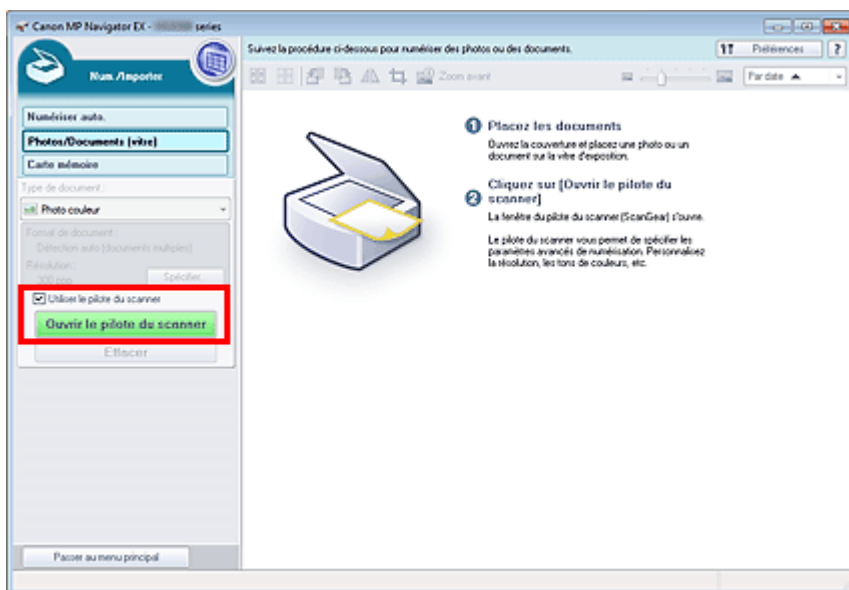 Canon MP Navigator EX - series
Num./Importer
Suivez la procédure ci-dessous pour numériser des photos ou des documents.
Préférences
?
Zoom avant
Par date
Numériser auto.
Photos/Documents (vitre)
Carte mémoire
Type de document :
Photo couleur
Format de document :
Détection auto (documents multiples)
Résolution :
300 ppp
Spécifier...
Utiliser le pilote du scanner
Ouvrir le pilote du scanner
Effacer
1 Placez les documents
Ouvrez la couverture et placez une photo ou un
document sur la vitre d'exposition.
2 Cliquez sur [Ouvrir le pilote du
scanner]
La fenêtre du pilote du scanner (ScanGear) s'ouvre.
Le pilote du scanner vous permet de spécifier les
paramètres avancés de numérisation. Personnalisez
la résolution, les tons de couleurs, etc.
Passer au menu principal